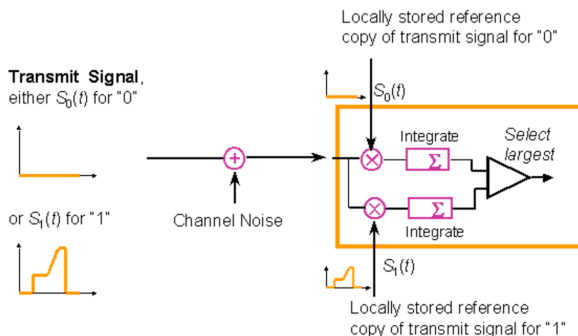 Locally stored reference
copy of transmit signal for "0"
Transmit Signal,
either S0(t) for "0"
S0(t)
Integrate
Select
largest
Σ
Channel Noise
or S1(t) for "1"
Σ
Integrate
S1(t)
Locally stored reference
copy of transmit signal for "1"